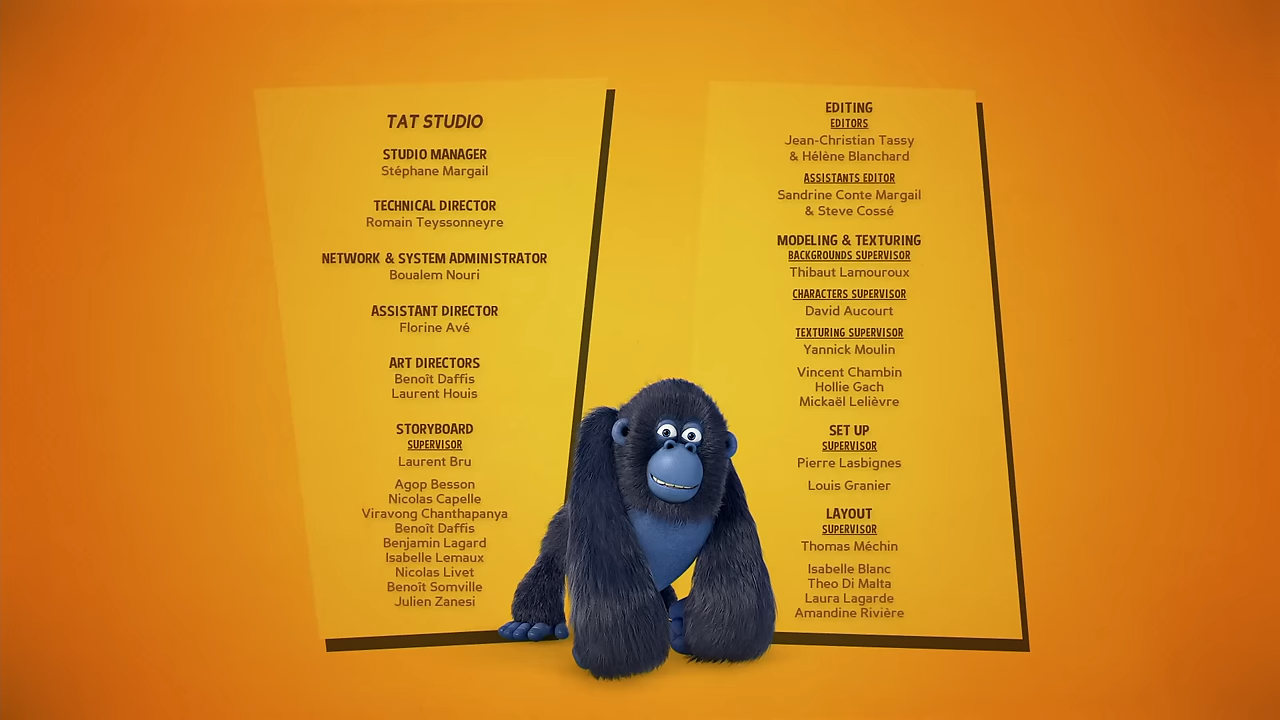 TAT STUDIO
STUDIO MANAGER
Stéphane Margail
TECHNICAL DIRECTOR
Romain Teyssonneyre
NETWORK & SYSTEM ADMINISTRATOR
Boualem Nouri
ASSISTANT DIRECTOR
Florine Avé
ART DIRECTORS
Benoît Daffis
Laurent Houis
STORYBOARD
SUPERVISOR
Laurent Bru
Agop Besson
Nicolas Capelle
Viravong Chanthapanya
Benoît Daffis
Benjamin Lagard
Isabelle Lemaux
Nicolas Livet
Benoît Somville
Julien Zanesi
EDITING
EDITORS
Jean-Christian Tassy
& Hélène Blanchard
ASSISTANTS EDITOR
Sandrine Conte Margail
& Steve Cossé
MODELING & TEXTURING
BACKGROUNDS SUPERVISOR
Thibaut Lamouroux
CHARACTERS SUPERVISOR
David Aucourt
TEXTURING SUPERVISOR
Yannick Moulin
Vincent Chambin
Hollie Gach
Mickaël Lelièvre
SET UP
SUPERVISOR
Pierre Lasbignes
Louis Granier
LAYOUT
SUPERVISOR
Thomas Méchin
Isabelle Blanc
Theo Di Malta
Laura Lagarde
Amandine Rivière